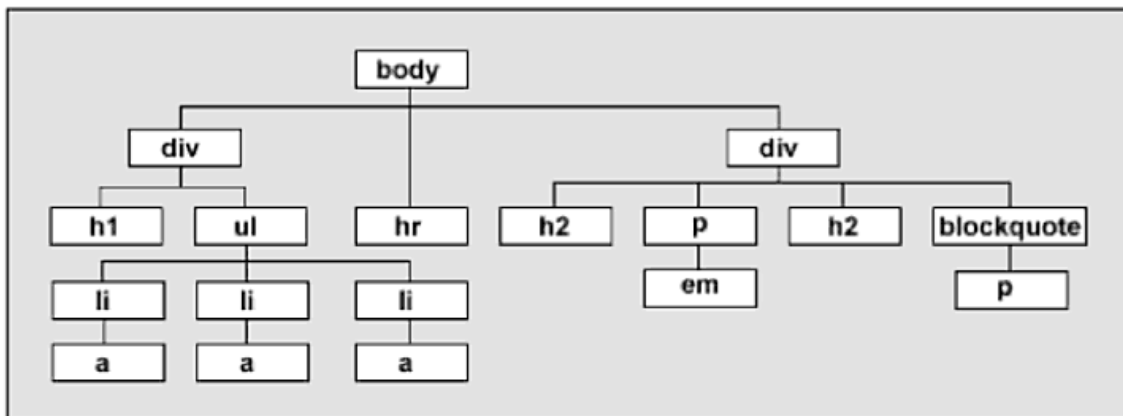 body
div div
h1 ul hr h2 p h2 blockquote
li li li em p
a a a